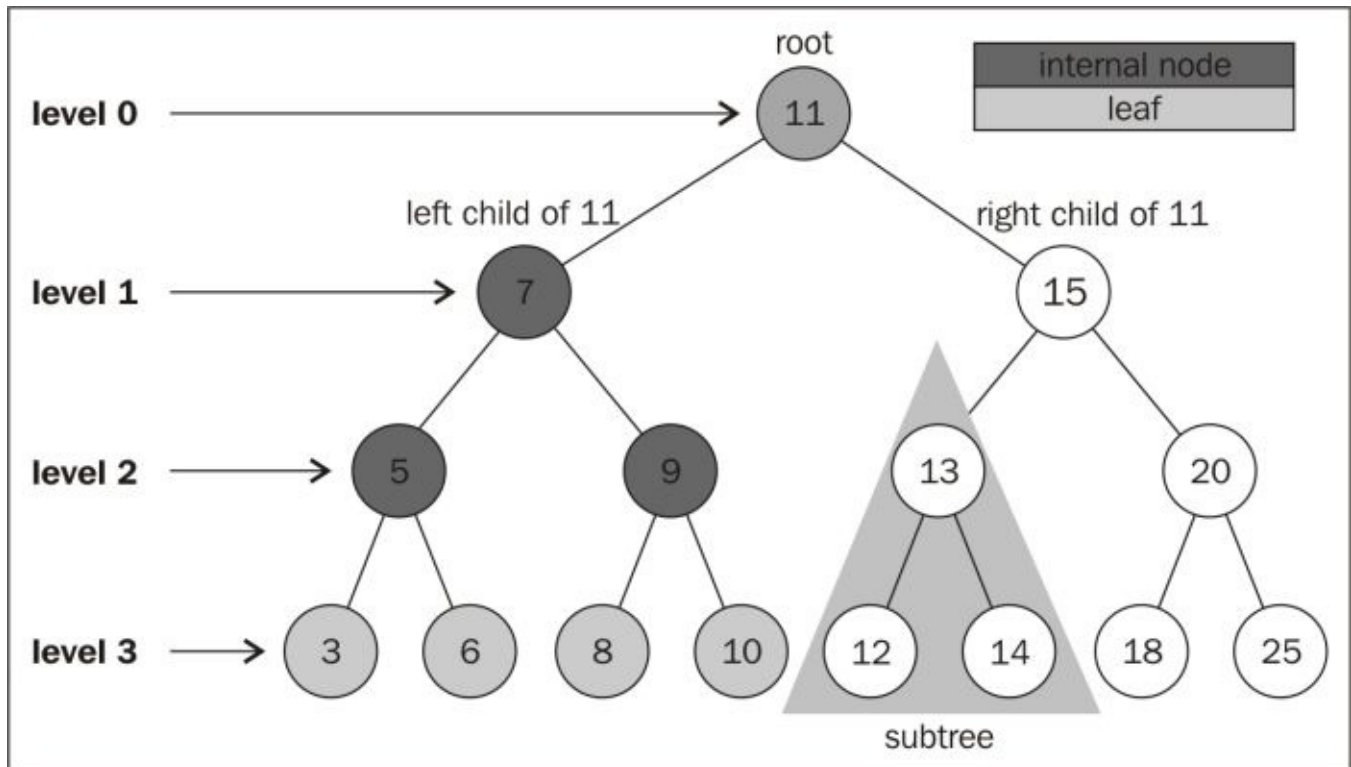 root
internal node
leaf
level 0
11
left child of 11
right child of 11
level 1
7
15
level 2
5
9
13
20
level 3
3
6
8
10
12
14
18
25
subtree